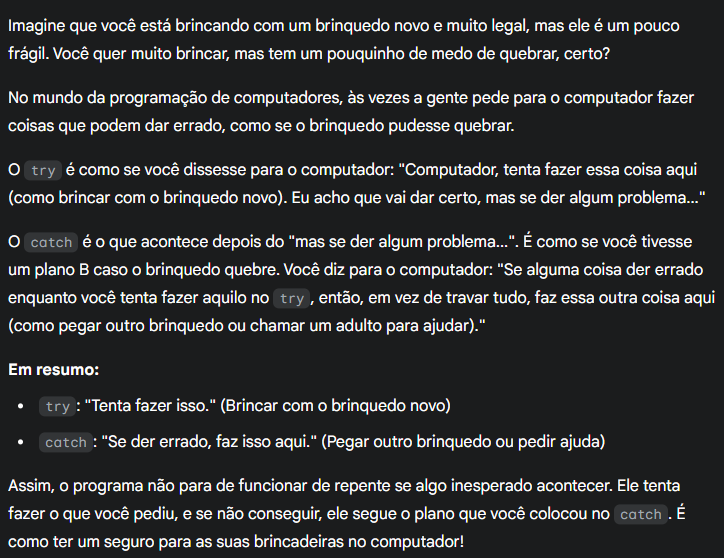 Imagine que você está brincando com um brinquedo novo e muito legal, mas ele é um pouco
frágil. Você quer muito brincar, mas tem um pouquinho de medo de quebrar, certo?
No mundo da programação de computadores, às vezes a gente pede para o computador fazer
coisas que podem dar errado, como se o brinquedo pudesse quebrar.
O try é como se você dissesse para o computador: "Computador, tenta fazer essa coisa aqui
(como brincar com o brinquedo novo). Eu acho que vai dar certo, mas se der algum problema..."
O catch é o que acontece depois do "mas se der algum problema...". É como se você tivesse
um plano B caso o brinquedo quebre. Você diz para o computador: "Se alguma coisa der errado
enquanto você tenta fazer aquilo no try, então, em vez de travar tudo, faz essa outra coisa aqui
(como pegar outro brinquedo ou chamar um adulto para ajudar)."
Em resumo:
• try: "Tenta fazer isso." (Brincar com o brinquedo novo)
• catch: "Se der errado, faz isso aqui." (Pegar outro brinquedo ou pedir ajuda)
Assim, o programa não para de funcionar de repente se algo inesperado acontecer. Ele tenta
fazer o que você pediu, e se não conseguir, ele segue o plano que você colocou no catch. É
como ter um seguro para as suas brincadeiras no computador!